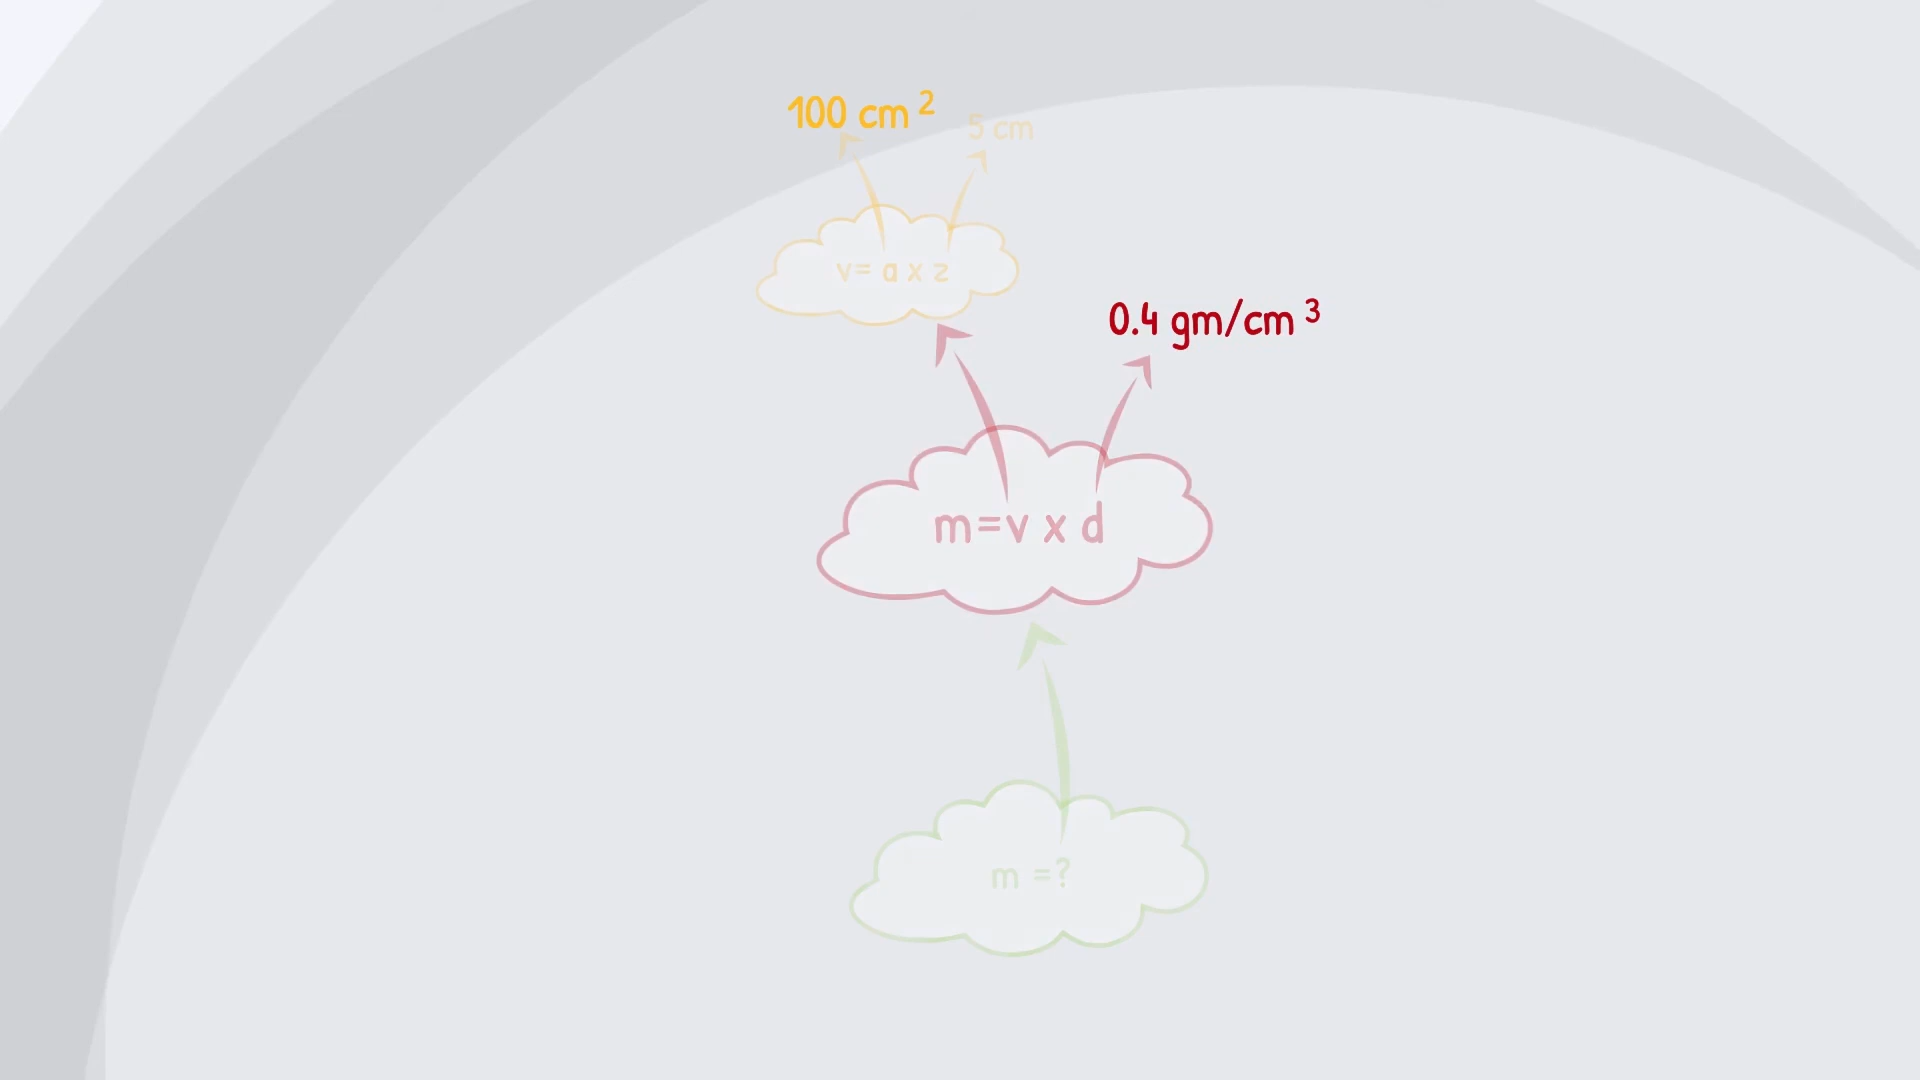 100 cm ²
5 cm
v= a x z
0.4 gm/cm ³
m=v x d
m =?